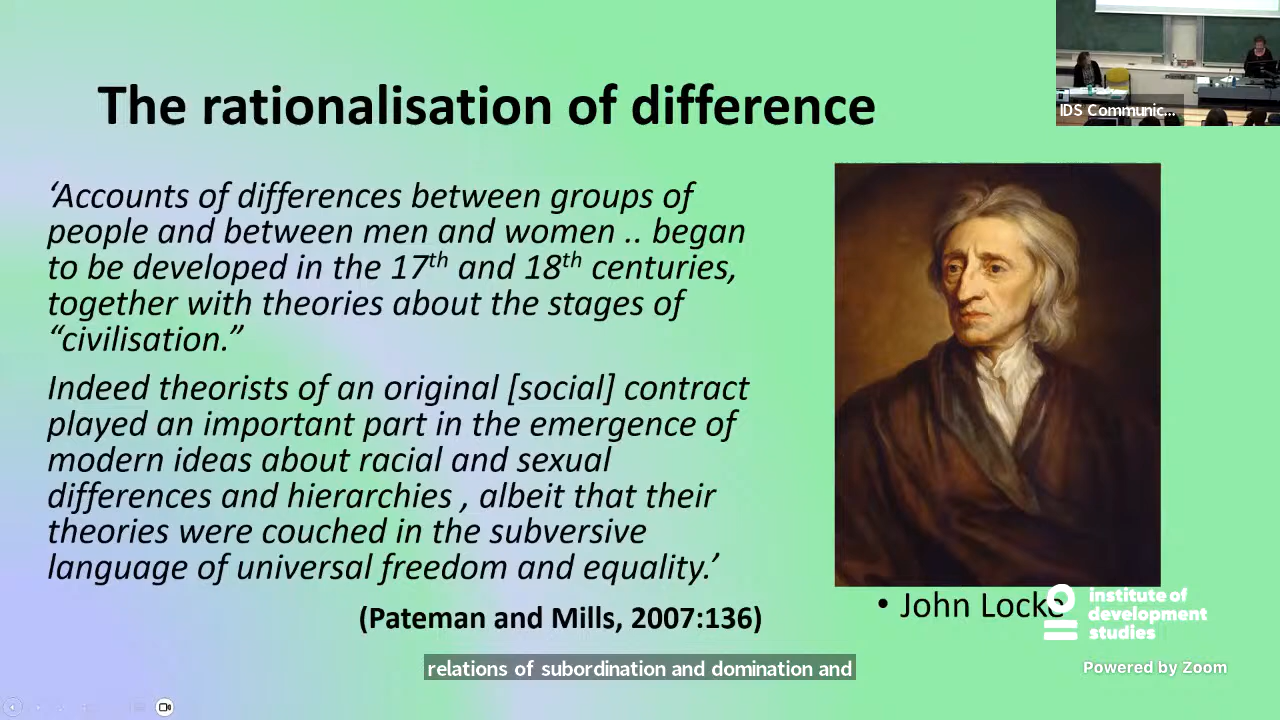 The rationalisation of difference
IDS Communic...
‘Accounts of differences between groups of
people and between men and women .. began
to be developed in the 17th and 18th centuries,
together with theories about the stages of
“civilisation.”
Indeed theorists of an original [social] contract
played an important part in the emergence of
modern ideas about racial and sexual
differences and hierarchies , albeit that their
theories were couched in the subversive
language of universal freedom and equality.’
(Pateman and Mills, 2007:136)
• John Locke
institute of
development
studies
relations of subordination and domination and
Powered by Zoom